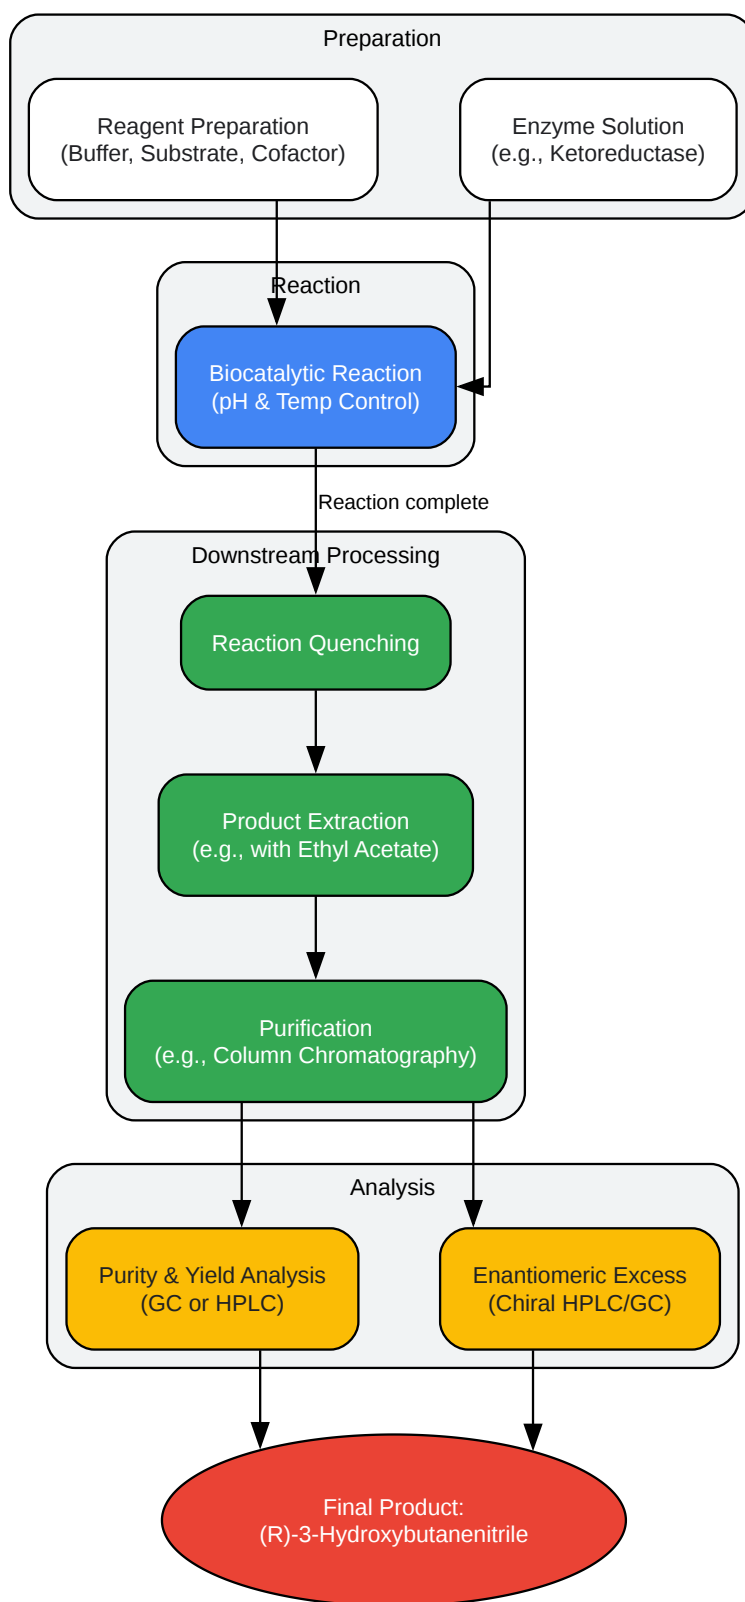 Preparation
Reagent Preparation
(Buffer, Substrate, Cofactor)
Enzyme Solution
(e.g., Ketoreductase)
Reaction
Biocatalytic Reaction
(pH & Temp Control)
Reaction complete
Downstream Processing
Reaction Quenching
Product Extraction
(e.g., with Ethyl Acetate)
Purification
(e.g., Column Chromatography)
Analysis
Purity & Yield Analysis
(GC or HPLC)
Enantiomeric Excess
(Chiral HPLC/GC)
Final Product:
(R)-3-Hydroxybutanenitrile